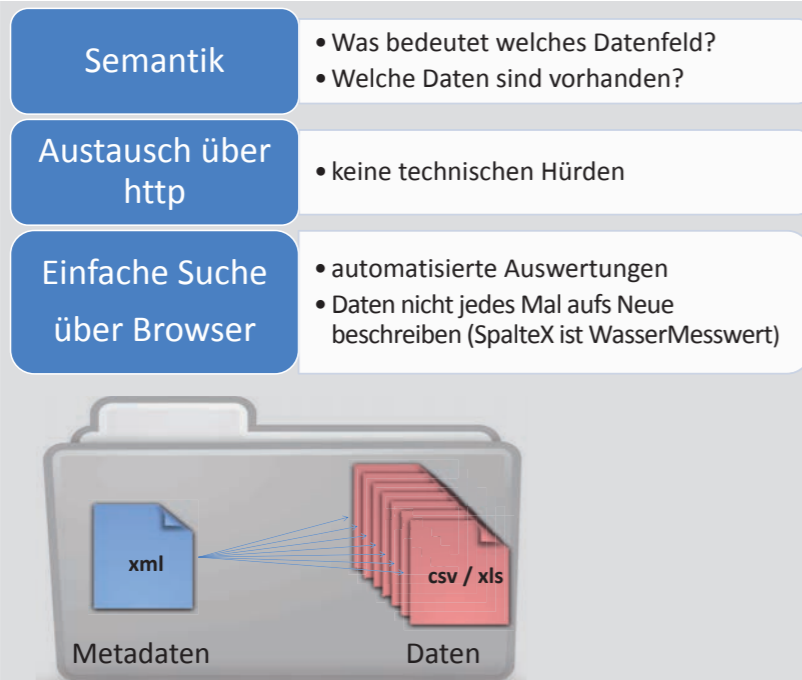 Semantik
• Was bedeutet welches Datenfeld?
• Welche Daten sind vorhanden?
Austausch über
http
• keine technischen Hürden
Einfache Suche
über Browser
• automatisierte Auswertungen
• Daten nicht jedes Mal aufs Neue
beschreiben (SpalteX ist WasserMesswert)
xml
csv / xls
Metadaten
Daten